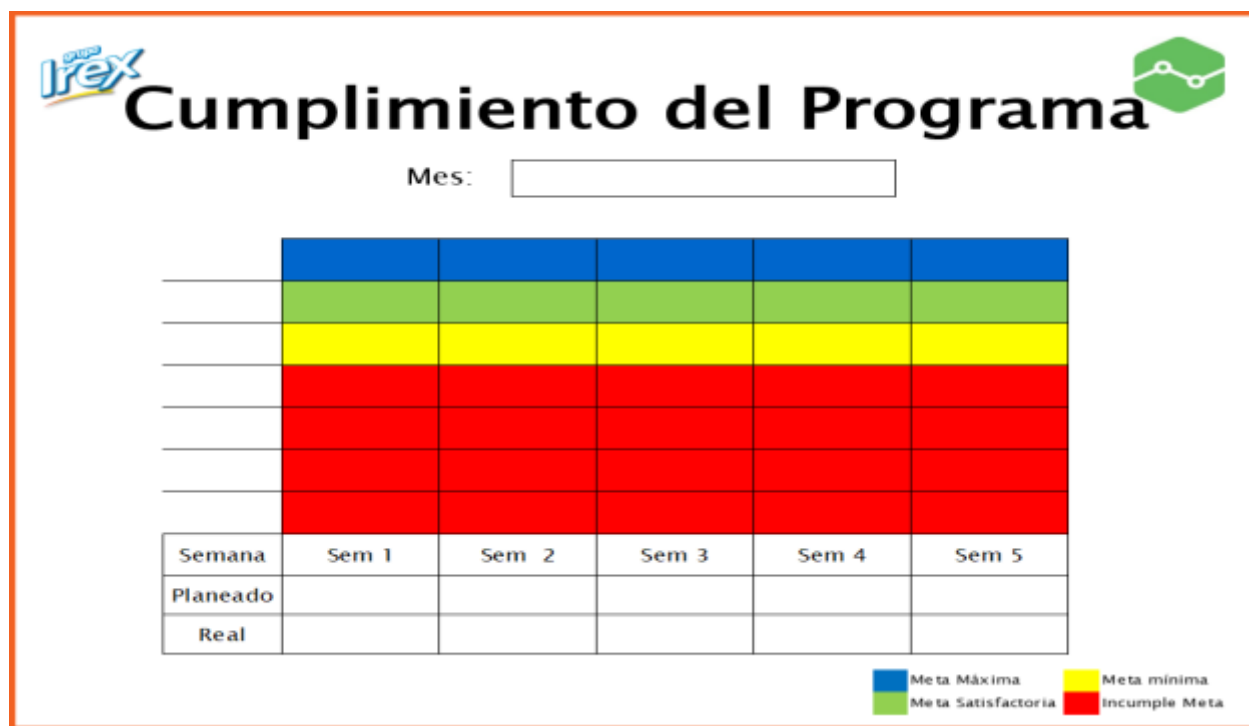 grupo
Irex
Cumplimiento del Programa
Mes:
Semana Sem 1 Sem 2 Sem 3 Sem 4 Sem 5
Planeado
Real
Meta Máxima Meta mínima
Meta Satisfactoria Incumple Meta